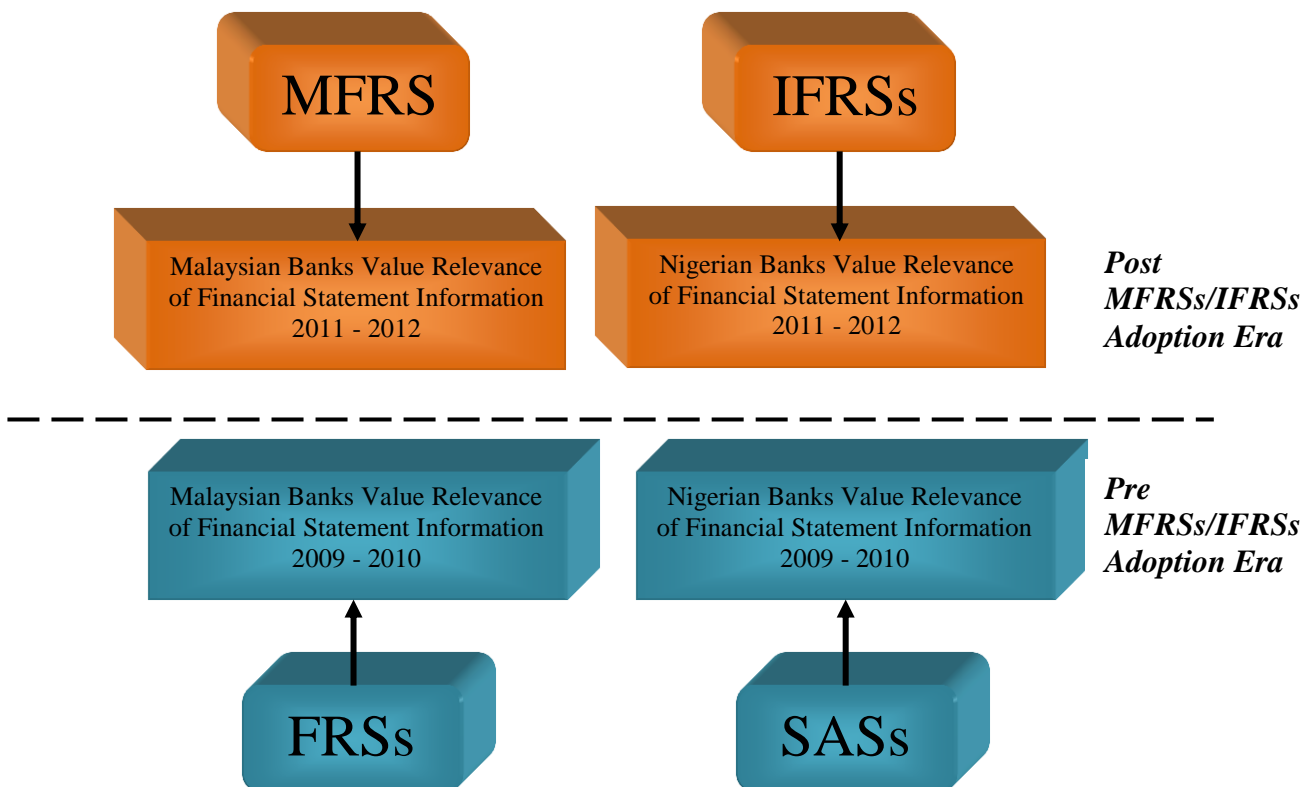 MFRS
IFRSs
Malaysian Banks Value Relevance
of Financial Statement Information
2011 - 2012
Nigerian Banks Value Relevance
of Financial Statement Information
2011 - 2012
Post
MFRSs/IFRSs
Adoption Era
Malaysian Banks Value Relevance
of Financial Statement Information
2009 - 2010
Nigerian Banks Value Relevance
of Financial Statement Information
2009 - 2010
Pre
MFRSs/IFRSs
Adoption Era
FRSs
SASs